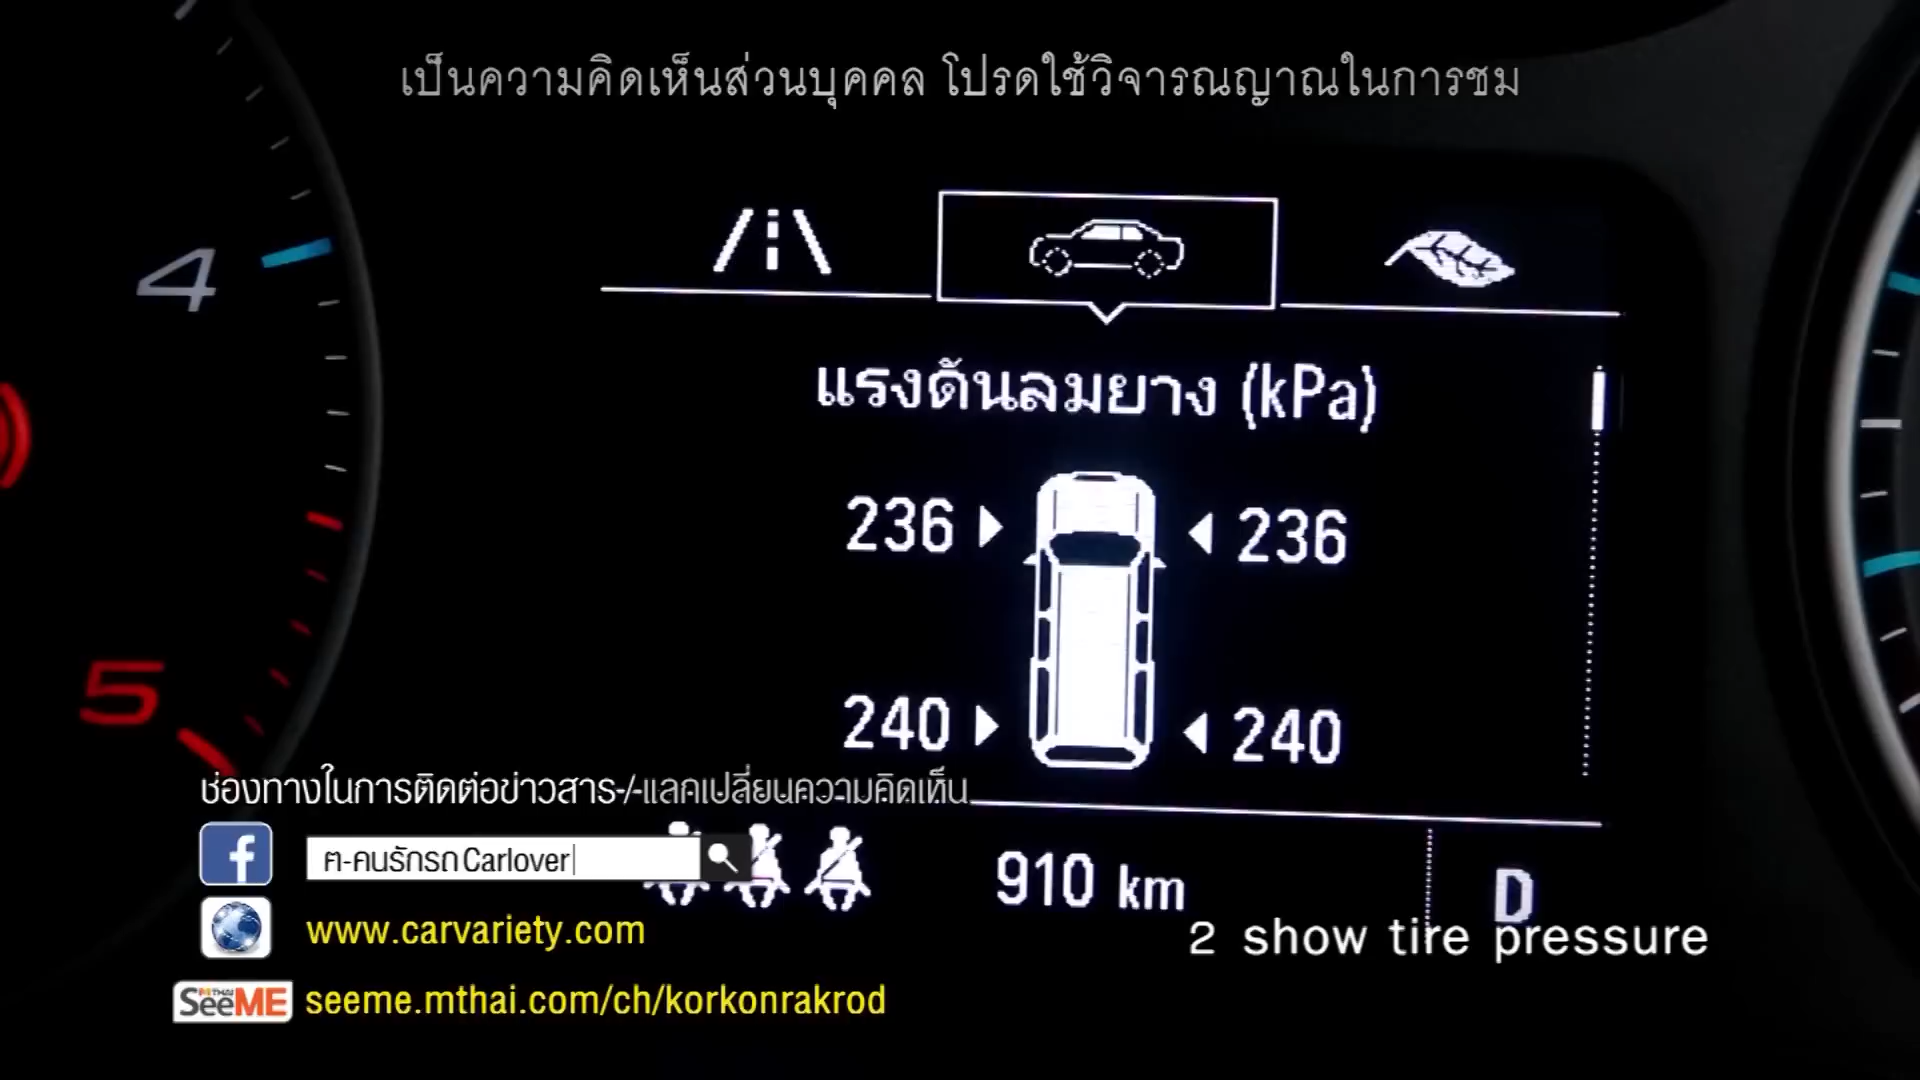 เป็นความคิดเห็นส่วนบุคคล โปรดใช้วิจารณญาณในการชม
4
แรงดันลมยาง (kPa)
236 236
240 240
5
ช่องทางในการติดต่อข่าวสาร-/-แลกเปลี่ยนความคิดเห็น
ฅ-คนรักรถ Carlover
910 km D
www.carvariety.com
2 show tire pressure
MTHAI
SeeME
seeme.mthai.com/ch/korkonrakrod